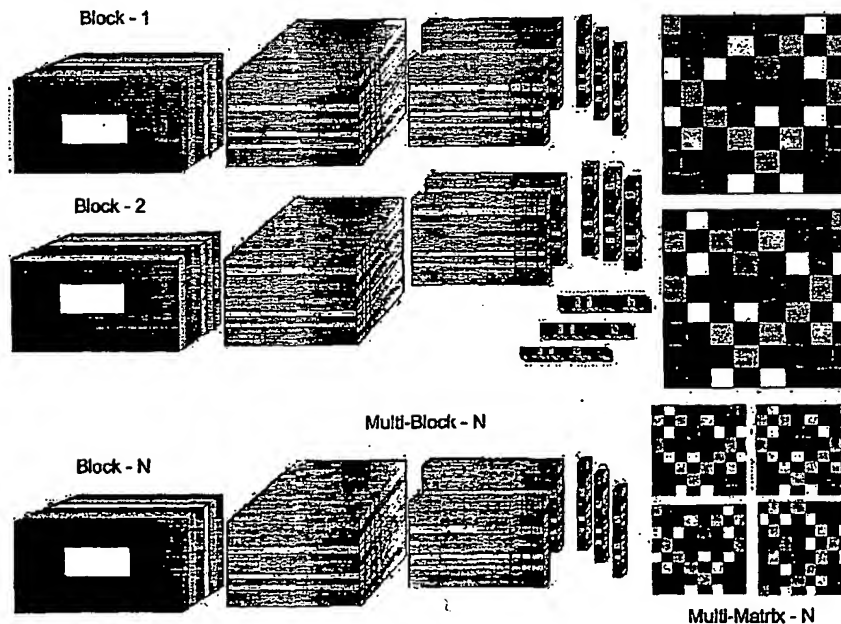 Block - 1
Block - 2
Multi-Block - N
Block - N
Multi-Matrix - N